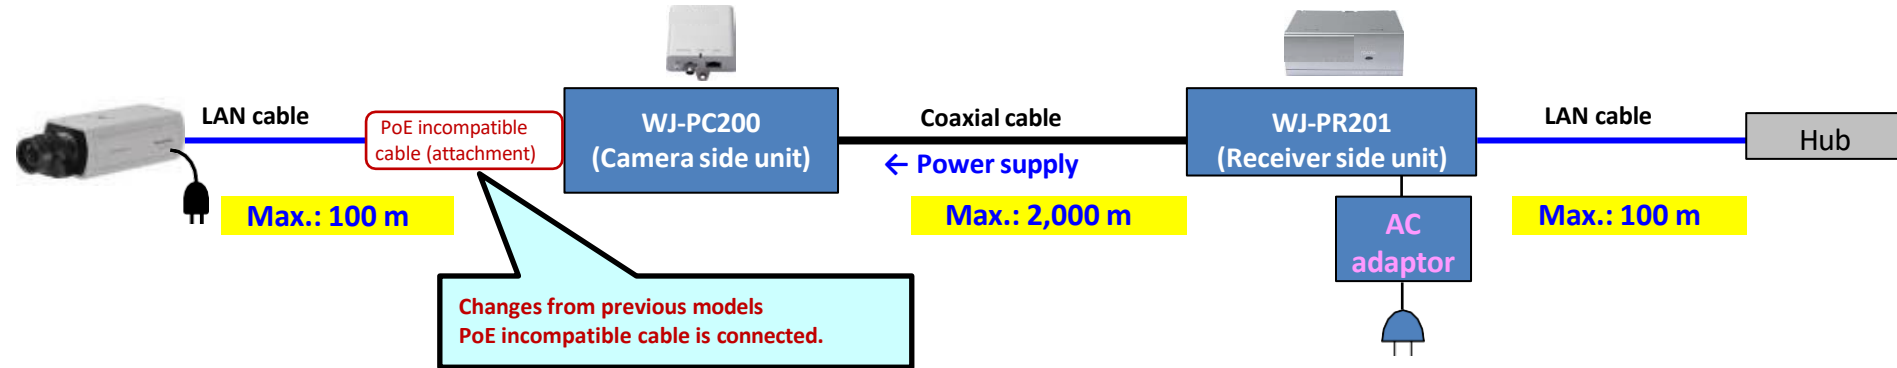 LAN cable
PoE incompatible
cable (attachment)
WJ-PC200
(Camera side unit)
Coaxial cable
← Power supply
WJ-PR201
(Receiver side unit)
LAN cable
Hub
Max.: 100 m
Max.: 2,000 m
AC
adaptor
Max.: 100 m
Changes from previous models
PoE incompatible cable is connected.